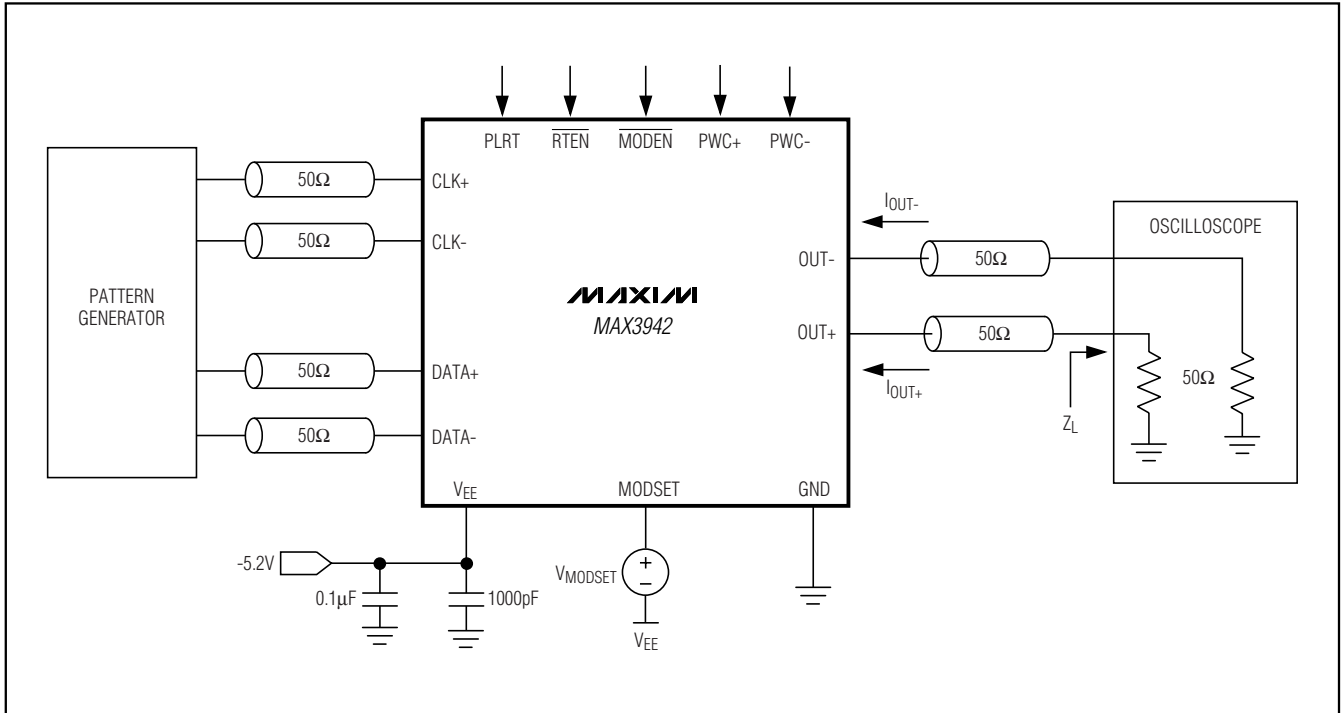 PLRT RTEN MODEN PWC+ PWC-
50Ω
CLK+
50Ω
CLK-
PATTERN
GENERATOR
50Ω
DATA+
50Ω
DATA-
MAXIM
MAX3942
IOUT-
OUT-
50Ω
OUT+
50Ω
IOUT+
ZL
OSCILLOSCOPE
50Ω
VEE
MODSET
GND
-5.2V
0.1µF
1000pF
VMODSET
+
−
VEE